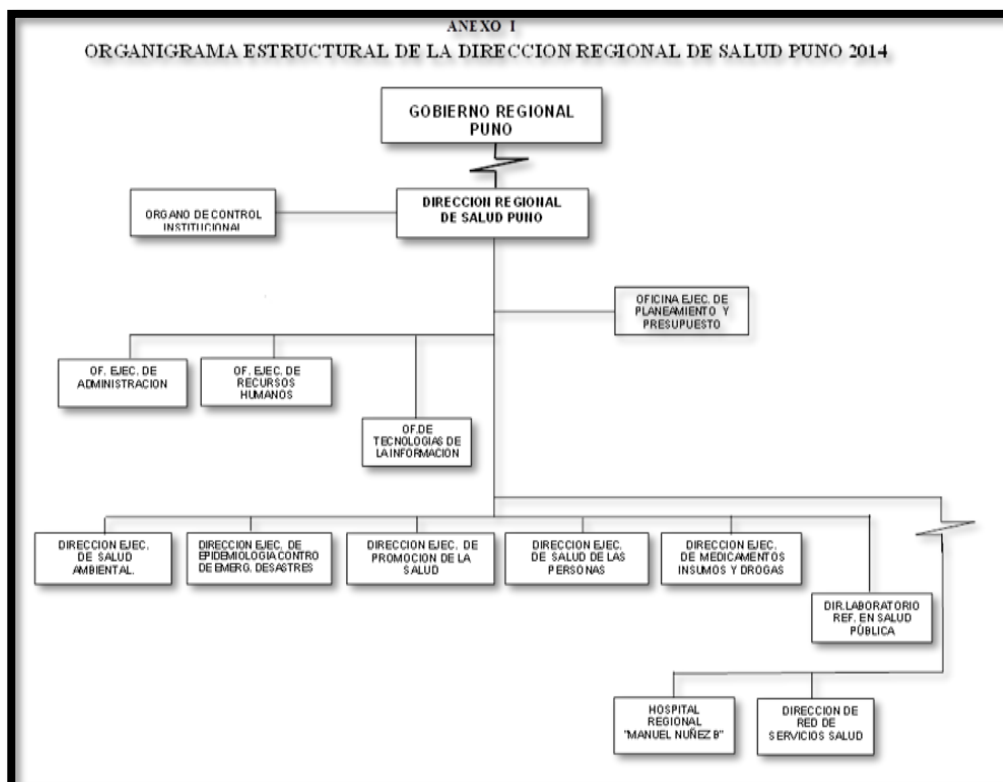 ANEXO I
ORGANIGRAMA ESTRUCTURAL DE LA DIRECCION REGIONAL DE SALUD PUNO 2014
GOBIERNO REGIONAL
PUNO
DIRECCION REGIONAL
DE SALUD PUNO
ORGANO DE CONTROL
INSTITUCIONAL
OFICINA EJEC. DE
PLANEAMIENTO Y
PRESUPUESTO
OF. EJEC. DE
ADMINISTRACION
OF. EJEC. DE
RECURSOS
HUMANOS
OF.DE
TECNOLOGIAS DE
LA INFORMACION
DIRECCION EJEC.
DE SALUD
AMBIENTAL.
DIRECCION EJEC. DE
EPIDEMIOLOGIA CONTRO
DE EMERG. DESASTRES
DIRECCION EJEC. DE
PROMOCION DE LA
SALUD
DIRECCION EJEC.
DE SALUD DE LAS
PERSONAS
DIRECCION EJEC.
DE MEDICAMENTOS
INSUMOS Y DROGAS
DIR.LABORATORIO
REF. EN SALUD
PÚBLICA
HOSPITAL
REGIONAL
"MANUEL NUÑEZ B"
DIRECCION DE
RED DE
SERVICIOS SALUD